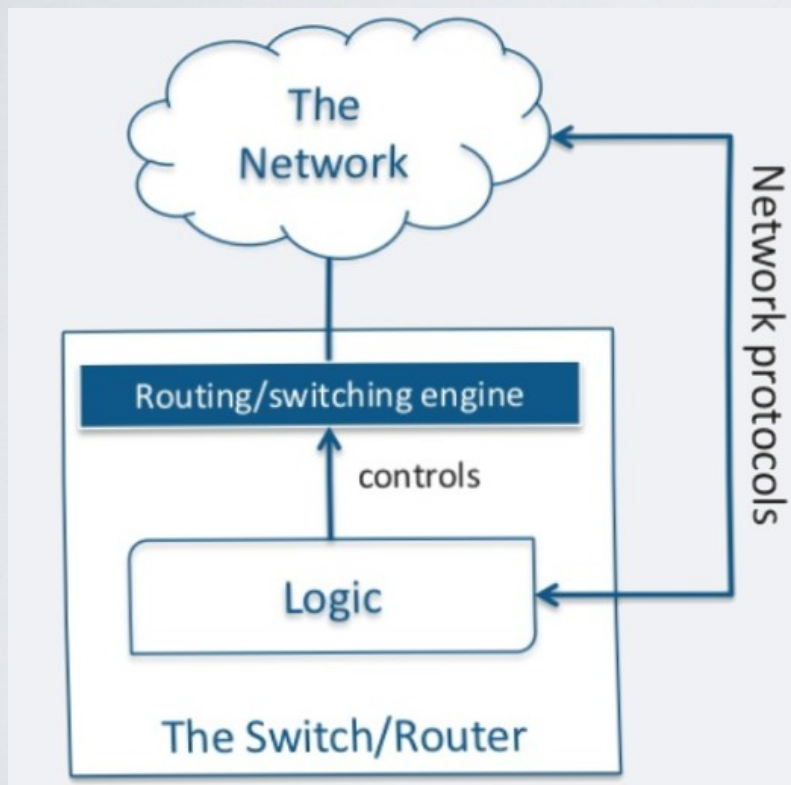 The
Network
Network protocols
Routing/switching engine
controls
Logic
The Switch/Router